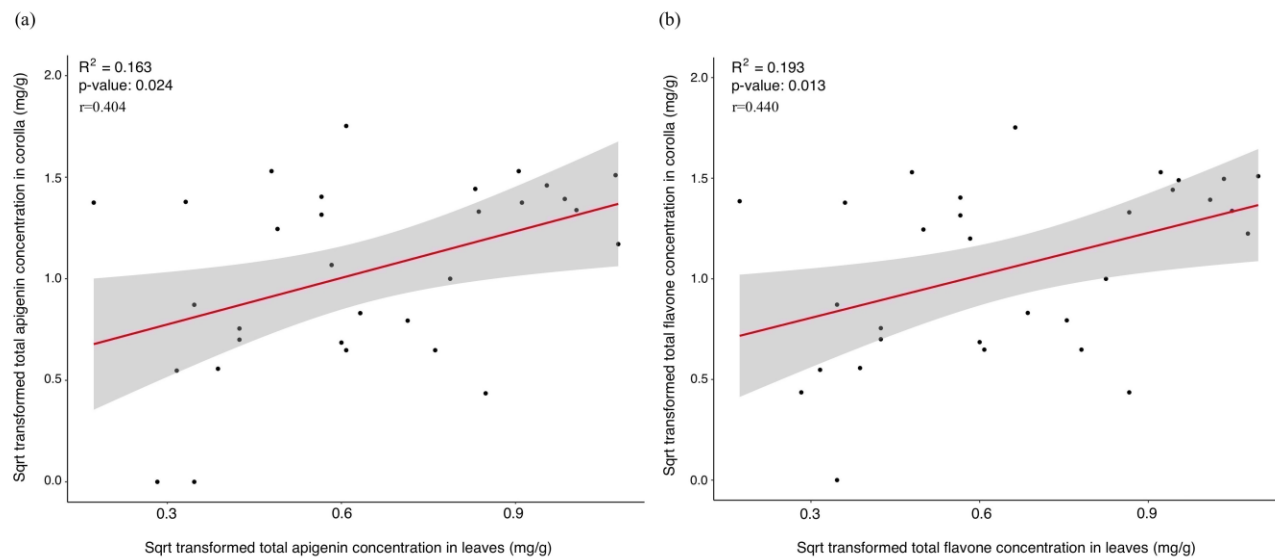 (a)
R² = 0.163
p-value: 0.024
r=0.404
Sqrt transformed total apigenin concentration in corolla (mg/g)
2.0
1.5
1.0
0.5
0.0
0.3 0.6 0.9
Sqrt transformed total apigenin concentration in leaves (mg/g)
(b)
R² = 0.193
p-value: 0.013
r=0.440
Sqrt transformed total flavone concentration in corolla (mg/g)
2.0
1.5
1.0
0.5
0.0
0.3 0.6 0.9
Sqrt transformed total flavone concentration in leaves (mg/g)